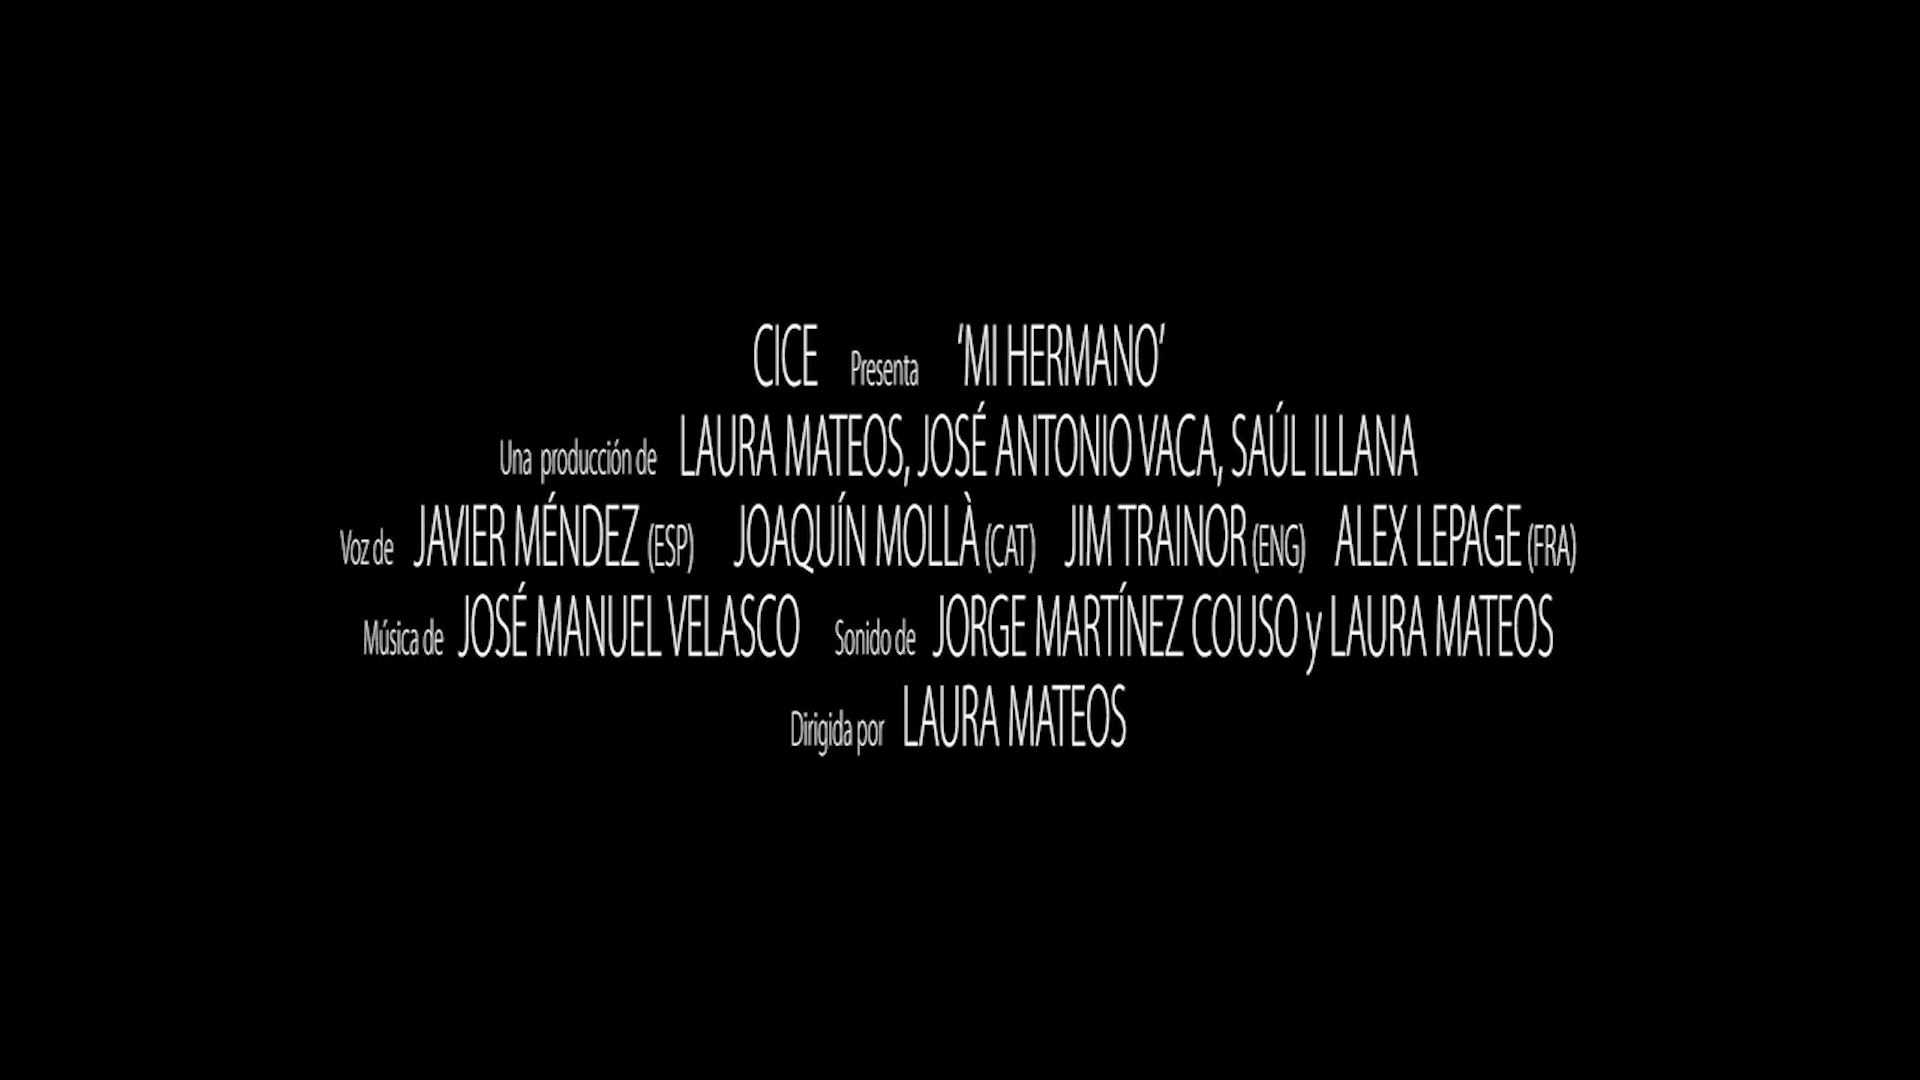 CICE Presenta ‘MI HERMANO’
Una producción de LAURA MATEOS, JOSÉ ANTONIO VACA, SAÚL ILLANA
Voz de JAVIER MÉNDEZ (ESP) JOAQUÍN MOLLÀ (CAT) JIM TRAINOR (ENG) ALEX LEPAGE (FRA)
Música de JOSÉ MANUEL VELASCO Sonido de JORGE MARTÍNEZ COUSO y LAURA MATEOS
Dirigida por LAURA MATEOS